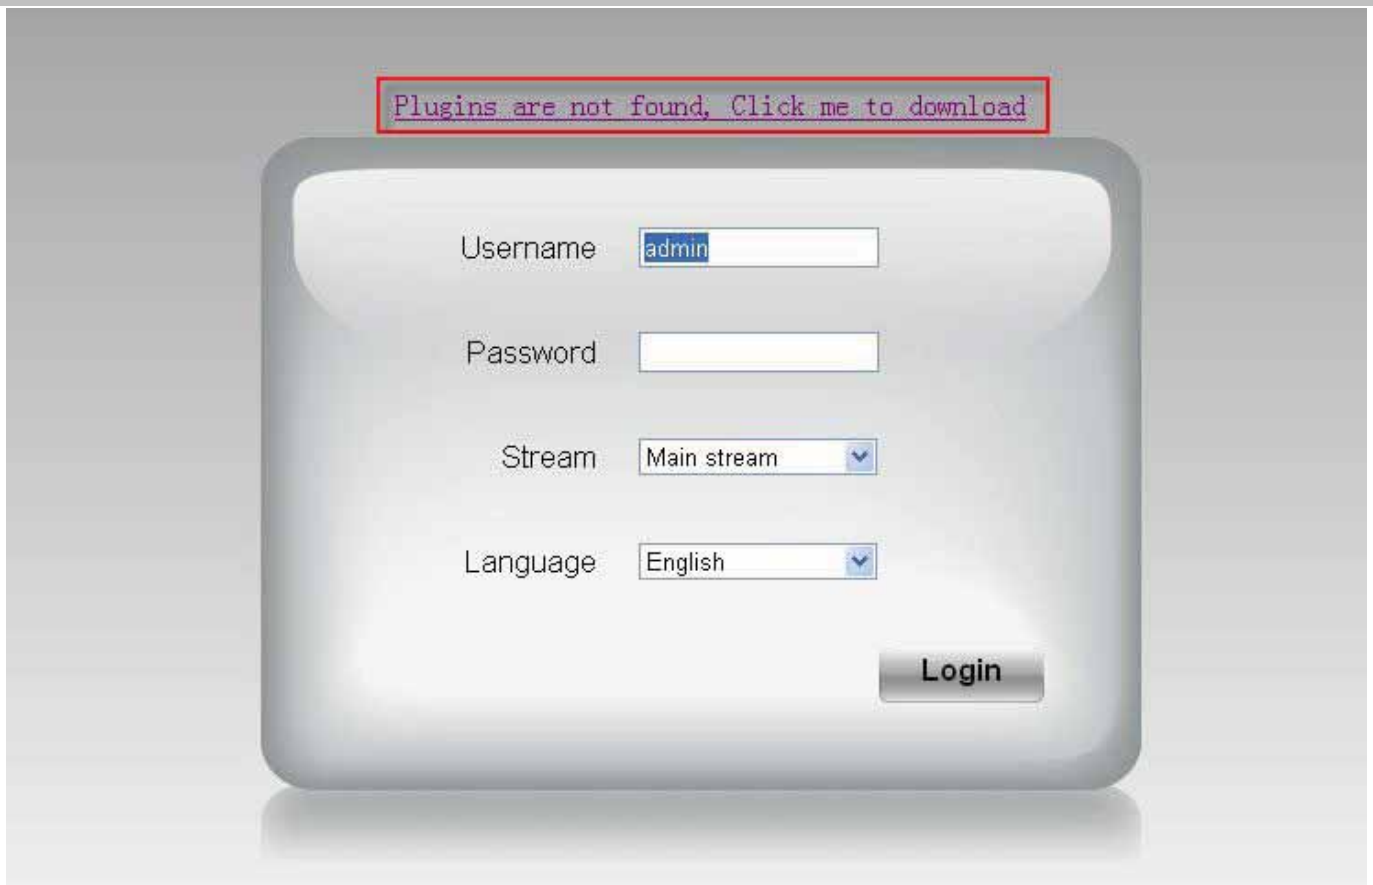 Plugins are not found, Click me to download
Username admin
Password
Stream Main stream
Language English
Login